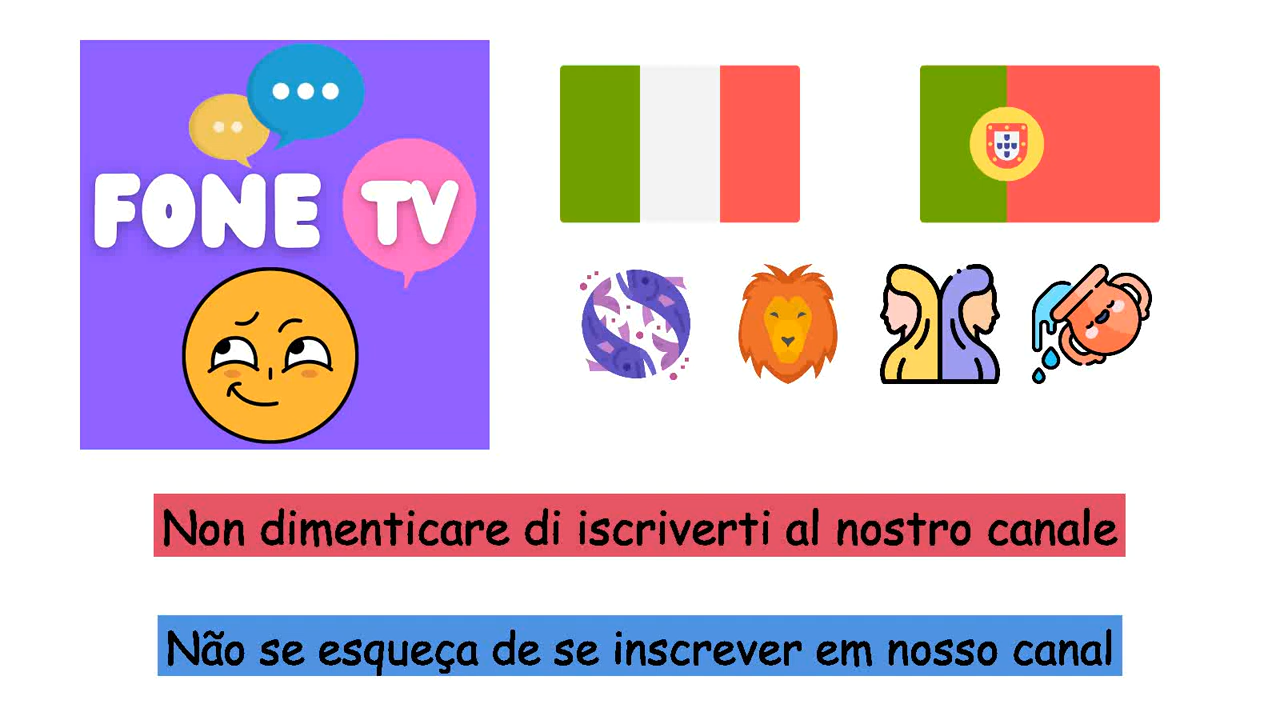 FONE TV
Non dimenticare di iscriverti al nostro canale
Não se esqueça de se inscrever em nosso canal